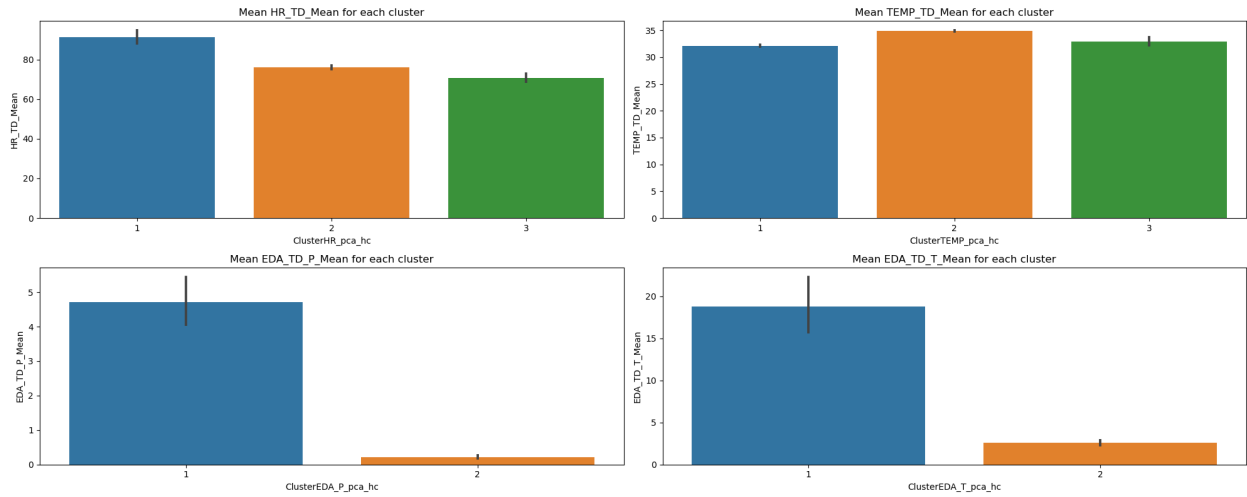 Mean HR_TD_Mean for each cluster
HR_TD_Mean
80
60
40
20
0
1
2
3
ClusterHR_pca_hc
Mean TEMP_TD_Mean for each cluster
TEMP_TD_Mean
35
30
25
20
15
10
5
0
1
2
3
ClusterTEMP_pca_hc
Mean EDA_TD_P_Mean for each cluster
EDA_TD_P_Mean
5
4
3
2
1
0
1
2
ClusterEDA_P_pca_hc
Mean EDA_TD_T_Mean for each cluster
EDA_TD_T_Mean
20
15
10
5
0
1
2
ClusterEDA_T_pca_hc